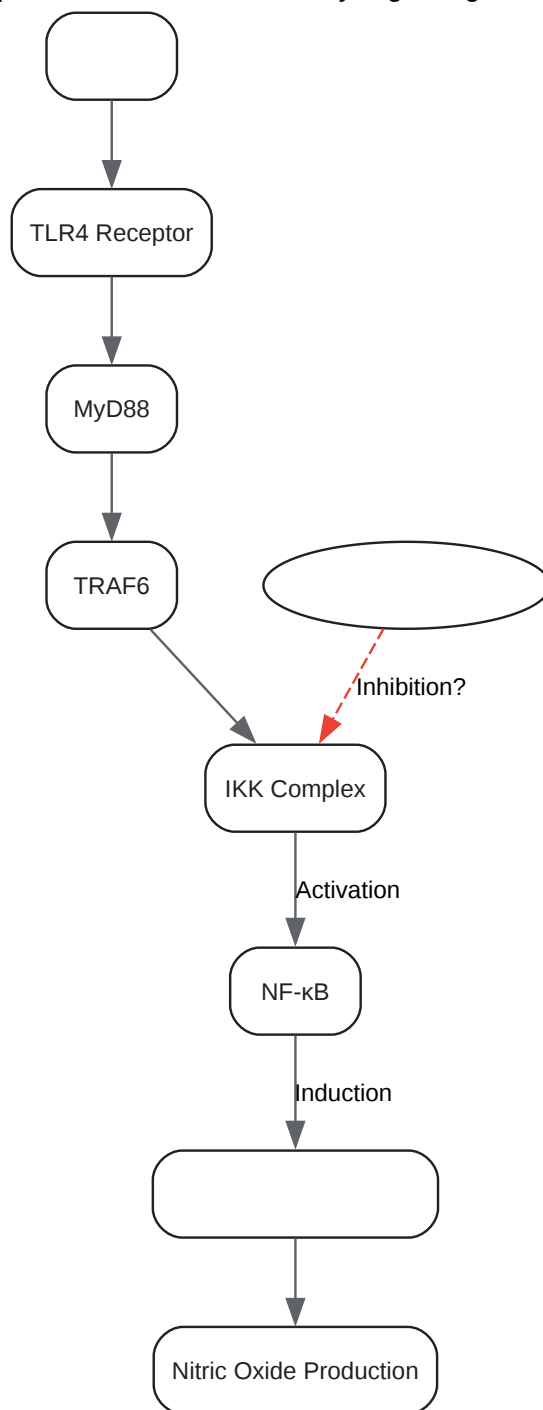 TLR4 Receptor
MyD88
TRAF6
Inhibition?
IKK Complex
Activation
NF-κB
Induction
Nitric Oxide Production